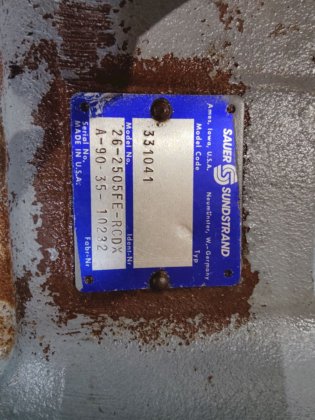 SAUER SUNDSTRAND
Ames, Iowa, U.S.A. Neumünster, W.-Germany
Model Code Typ
331041
Model No. Ident-Nr
26-2505FE-RCDX
Serial No. Fabr-Nr
A-90-35-10232
MADE IN U.S.A.